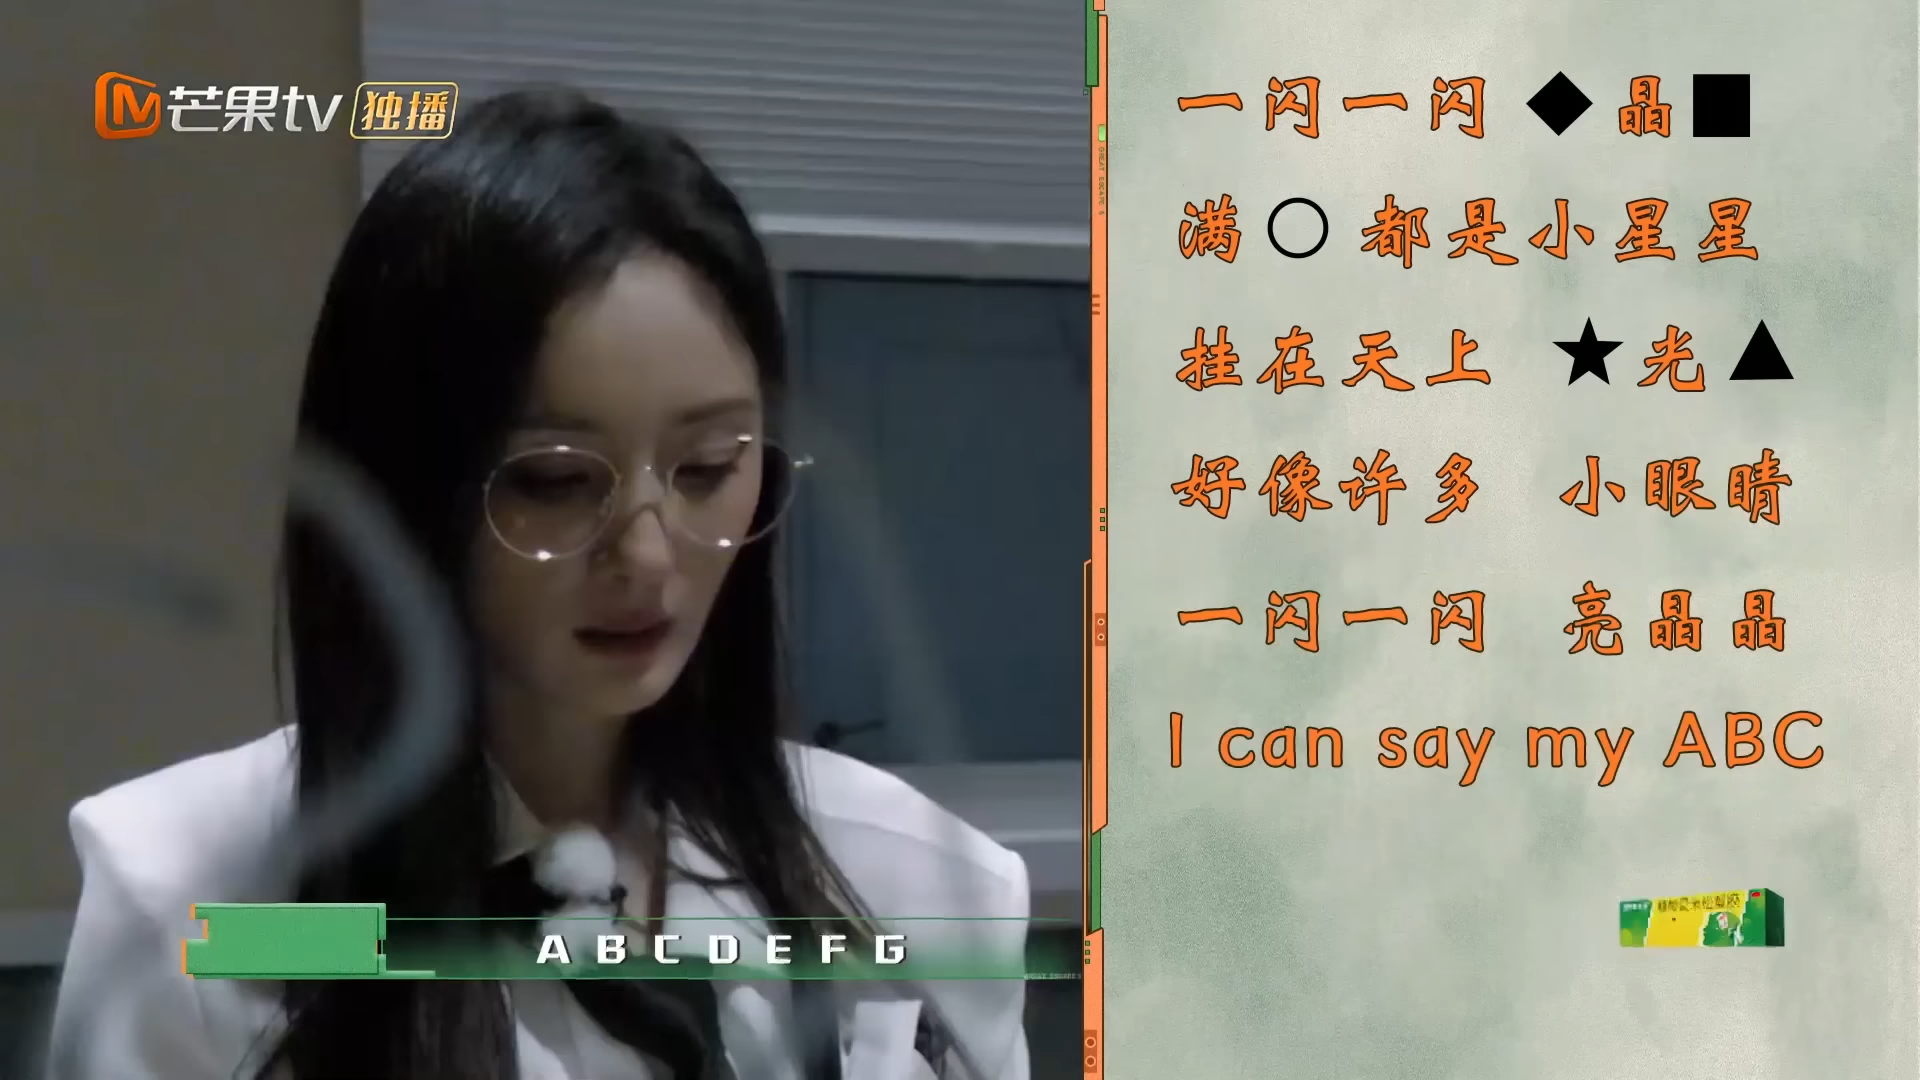 芒果tv 独播
一闪一闪 ◆晶■
满○都是小星星
挂在天上 ★光▲
好像许多 小眼睛
一闪一闪 亮晶晶
I can say my ABC
A B C D E F G